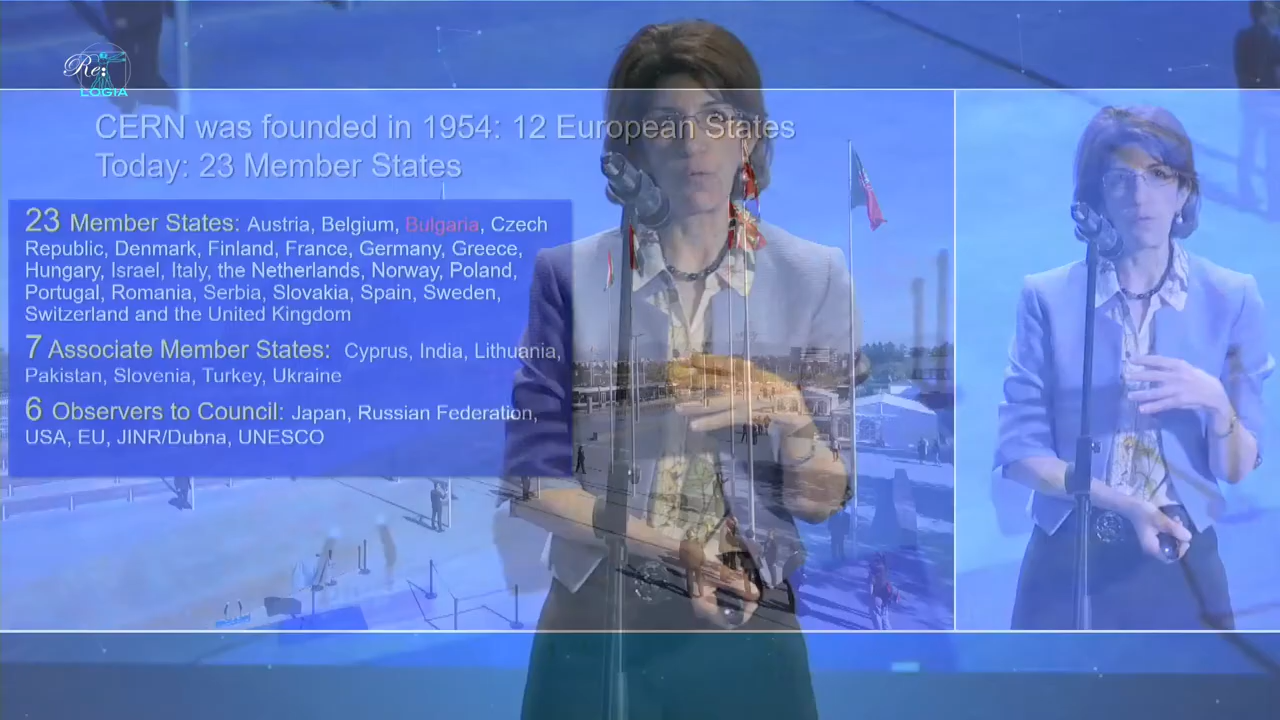 Re:
LOGIA
CERN was founded in 1954: 12 European States
Today: 23 Member States
23 Member States: Austria, Belgium, Bulgaria, Czech
Republic, Denmark, Finland, France, Germany, Greece,
Hungary, Israel, Italy, the Netherlands, Norway, Poland,
Portugal, Romania, Serbia, Slovakia, Spain, Sweden,
Switzerland and the United Kingdom
7 Associate Member States: Cyprus, India, Lithuania,
Pakistan, Slovenia, Turkey, Ukraine
6 Observers to Council: Japan, Russian Federation,
USA, EU, JINR/Dubna, UNESCO